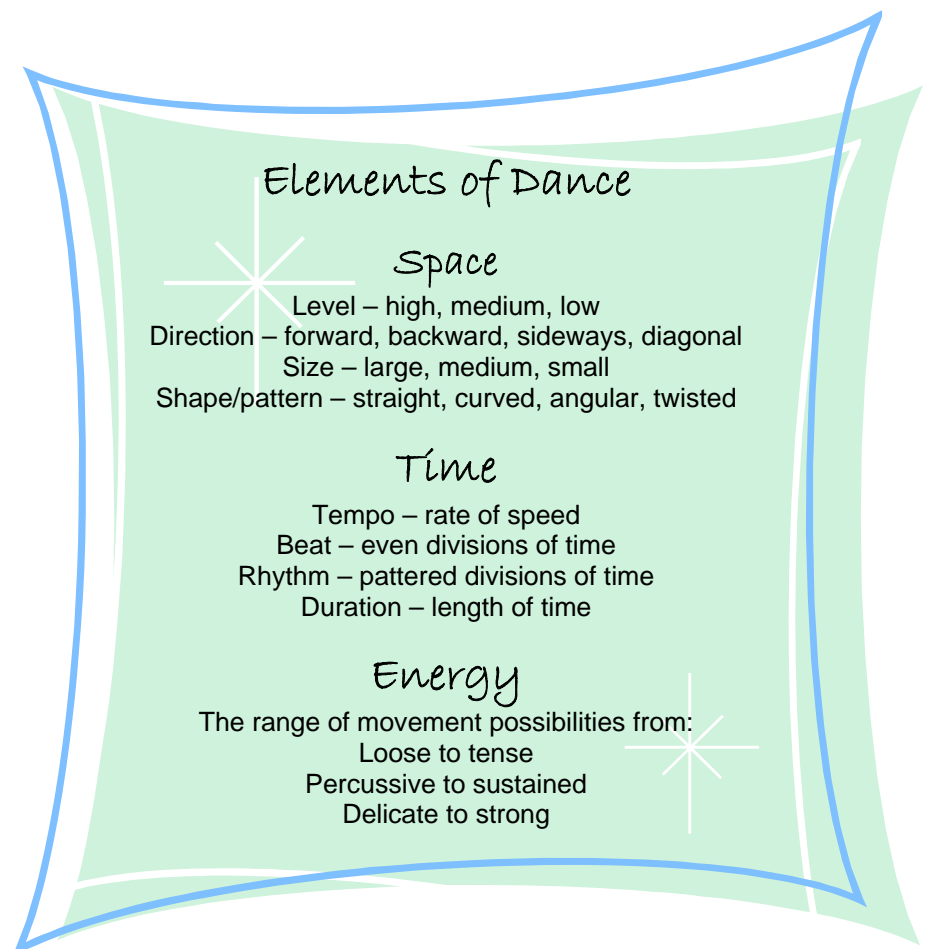 Elements of Dance
Space
Level – high, medium, low
Direction – forward, backward, sideways, diagonal
Size – large, medium, small
Shape/pattern – straight, curved, angular, twisted
Time
Tempo – rate of speed
Beat – even divisions of time
Rhythm – pattered divisions of time
Duration – length of time
Energy
The range of movement possibilities from:
Loose to tense
Percussive to sustained
Delicate to strong